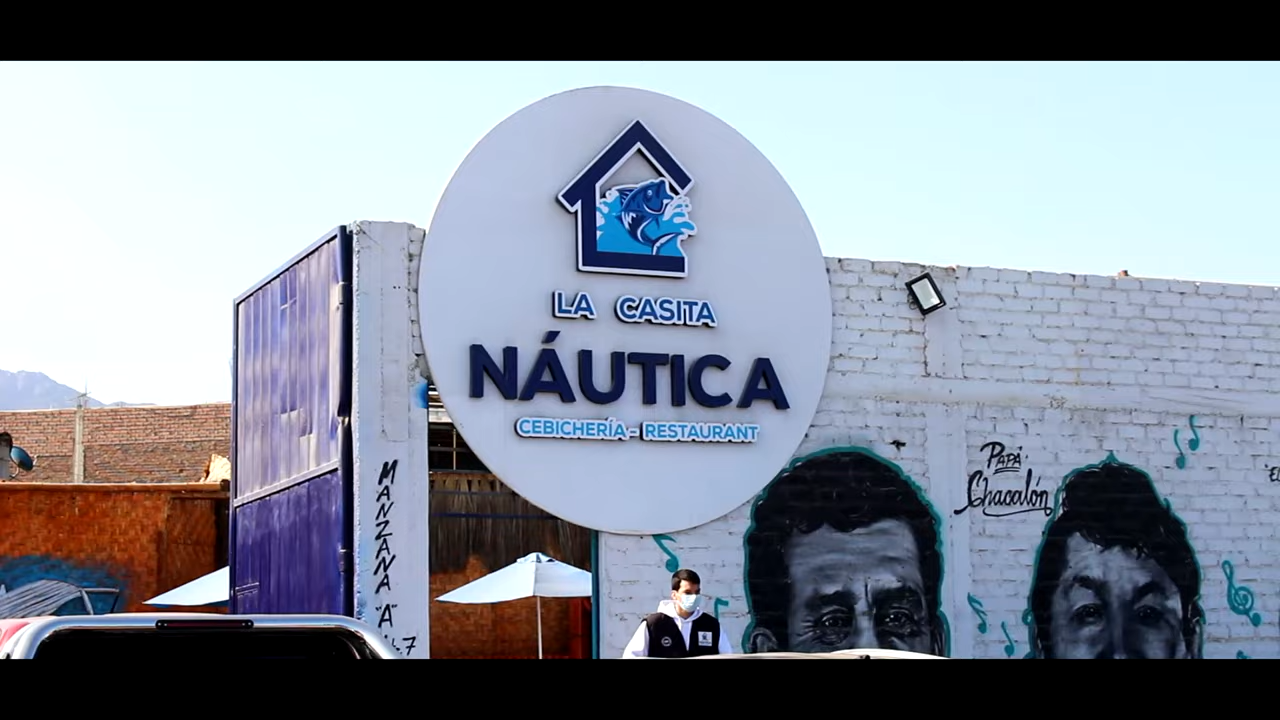 LA CASITA
NÁUTICA
CEBICHERÍA - RESTAURANT
MANZANA "A"
PAPÁ
Chacalón